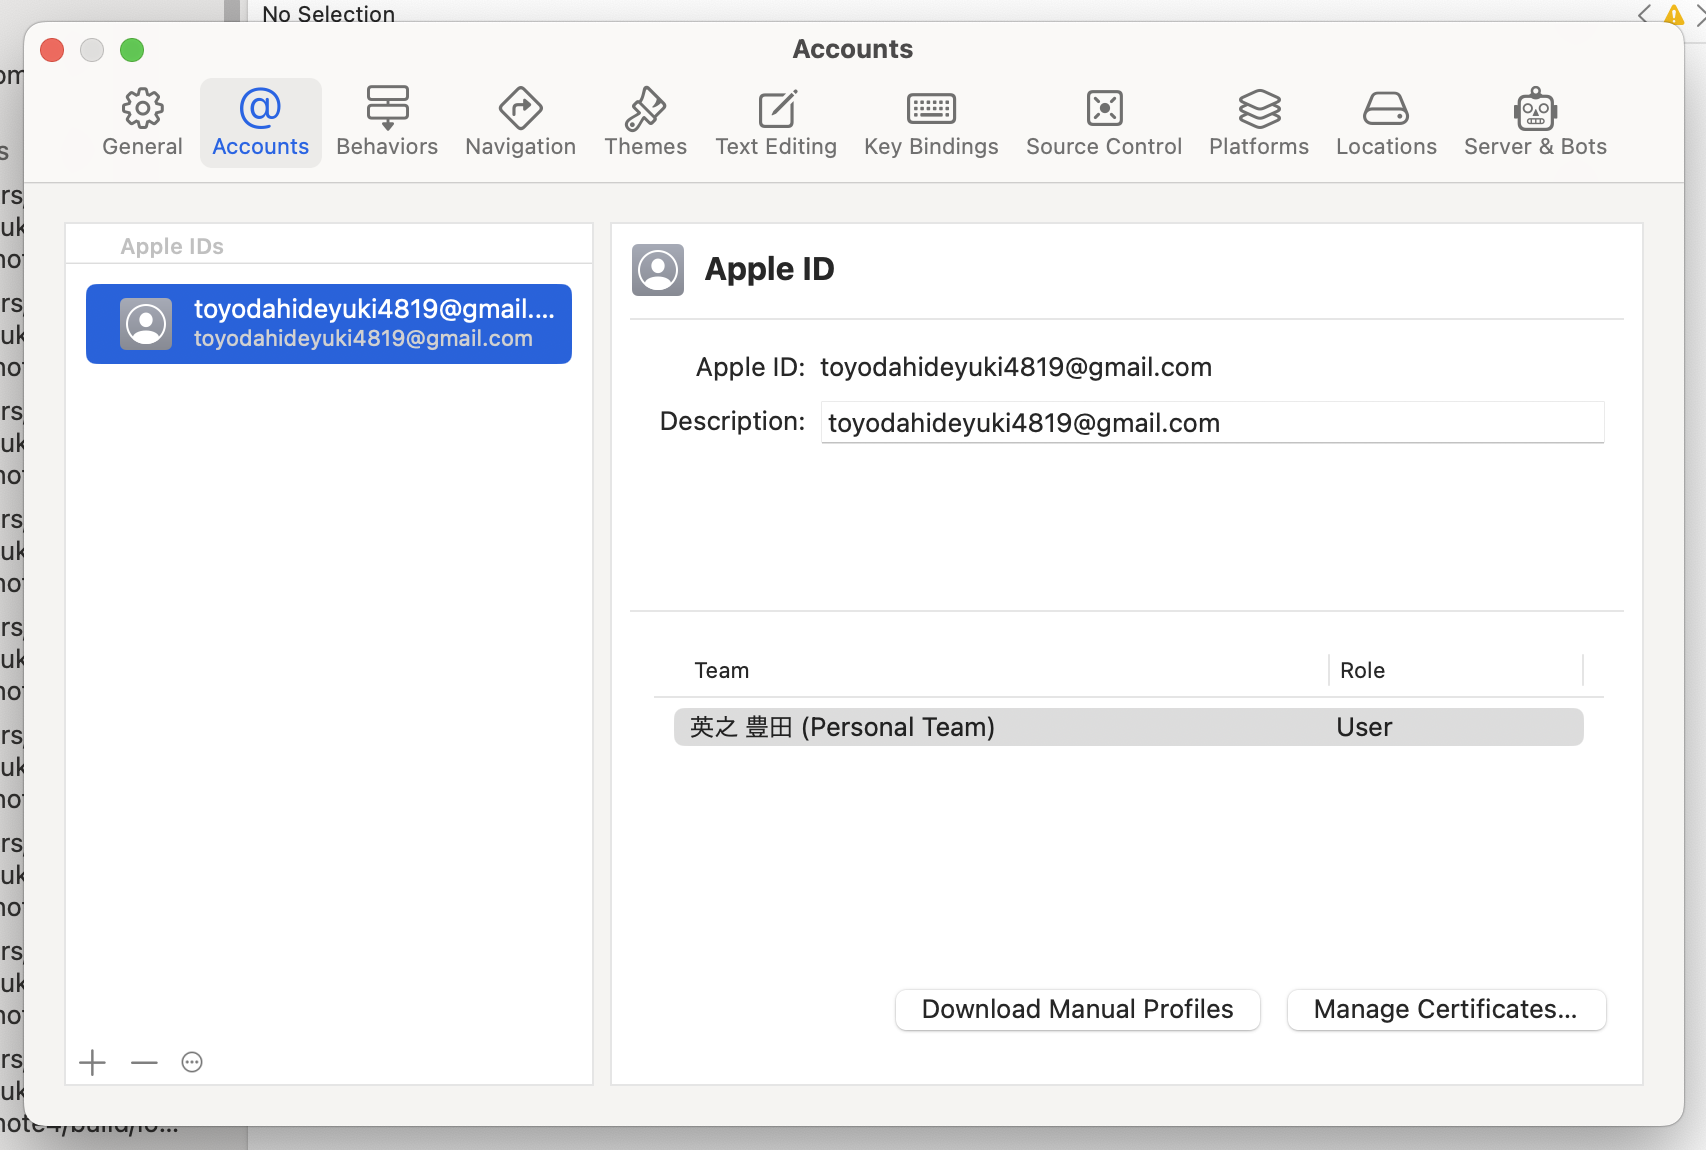 No Selection
Accounts
General
Accounts
Behaviors
Navigation
Themes
Text Editing
Key Bindings
Source Control
Platforms
Locations
Server & Bots
Apple IDs
toyodahideyuki4819@gmail....
toyodahideyuki4819@gmail.com
Apple ID
Apple ID: toyodahideyuki4819@gmail.com
Description: toyodahideyuki4819@gmail.com
Team Role
英之 豊田 (Personal Team) User
Download Manual Profiles
Manage Certificates...